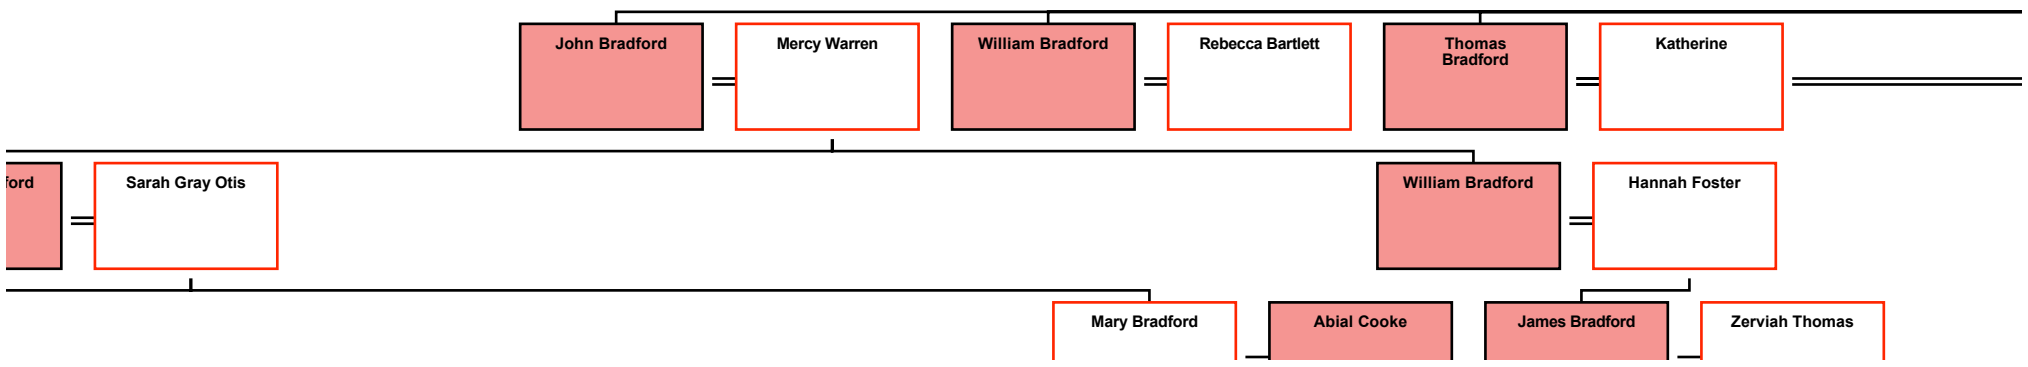 John Bradford
Mercy Warren
William Bradford
Rebecca Bartlett
Thomas
Bradford
Katherine
ford
Sarah Gray Otis
William Bradford
Hannah Foster
Mary Bradford
Abial Cooke
James Bradford
Zerviah Thomas